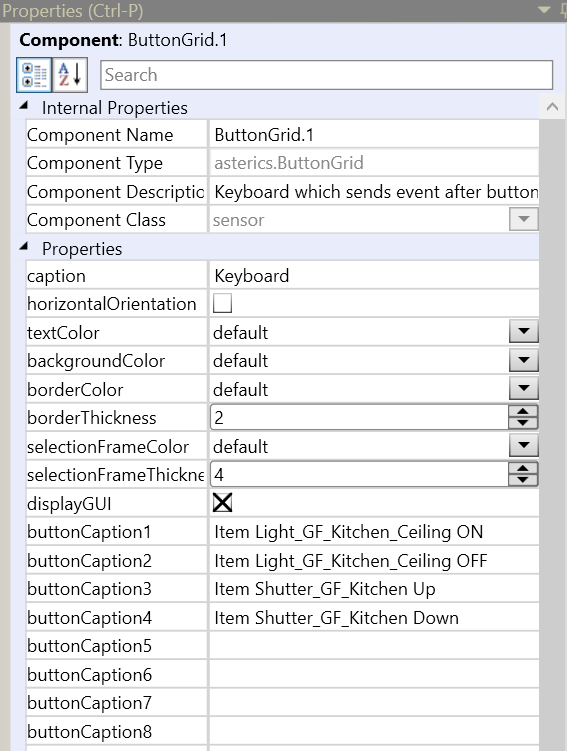 Properties (Ctrl-P)
Component: ButtonGrid.1
A Z Search
Internal Properties
Component Name ButtonGrid.1
Component Type asterics.ButtonGrid
Component Descriptio Keyboard which sends event after button
Component Class sensor
Properties
caption Keyboard
horizontalOrientation
textColor default
backgroundColor default
borderColor default
borderThickness 2
selectionFrameColor default
selectionFrameThickne 4
displayGUI
buttonCaption1 Item Light_GF_Kitchen_Ceiling ON
buttonCaption2 Item Light_GF_Kitchen_Ceiling OFF
buttonCaption3 Item Shutter_GF_Kitchen Up
buttonCaption4 Item Shutter_GF_Kitchen Down
buttonCaption5
buttonCaption6
buttonCaption7
buttonCaption8